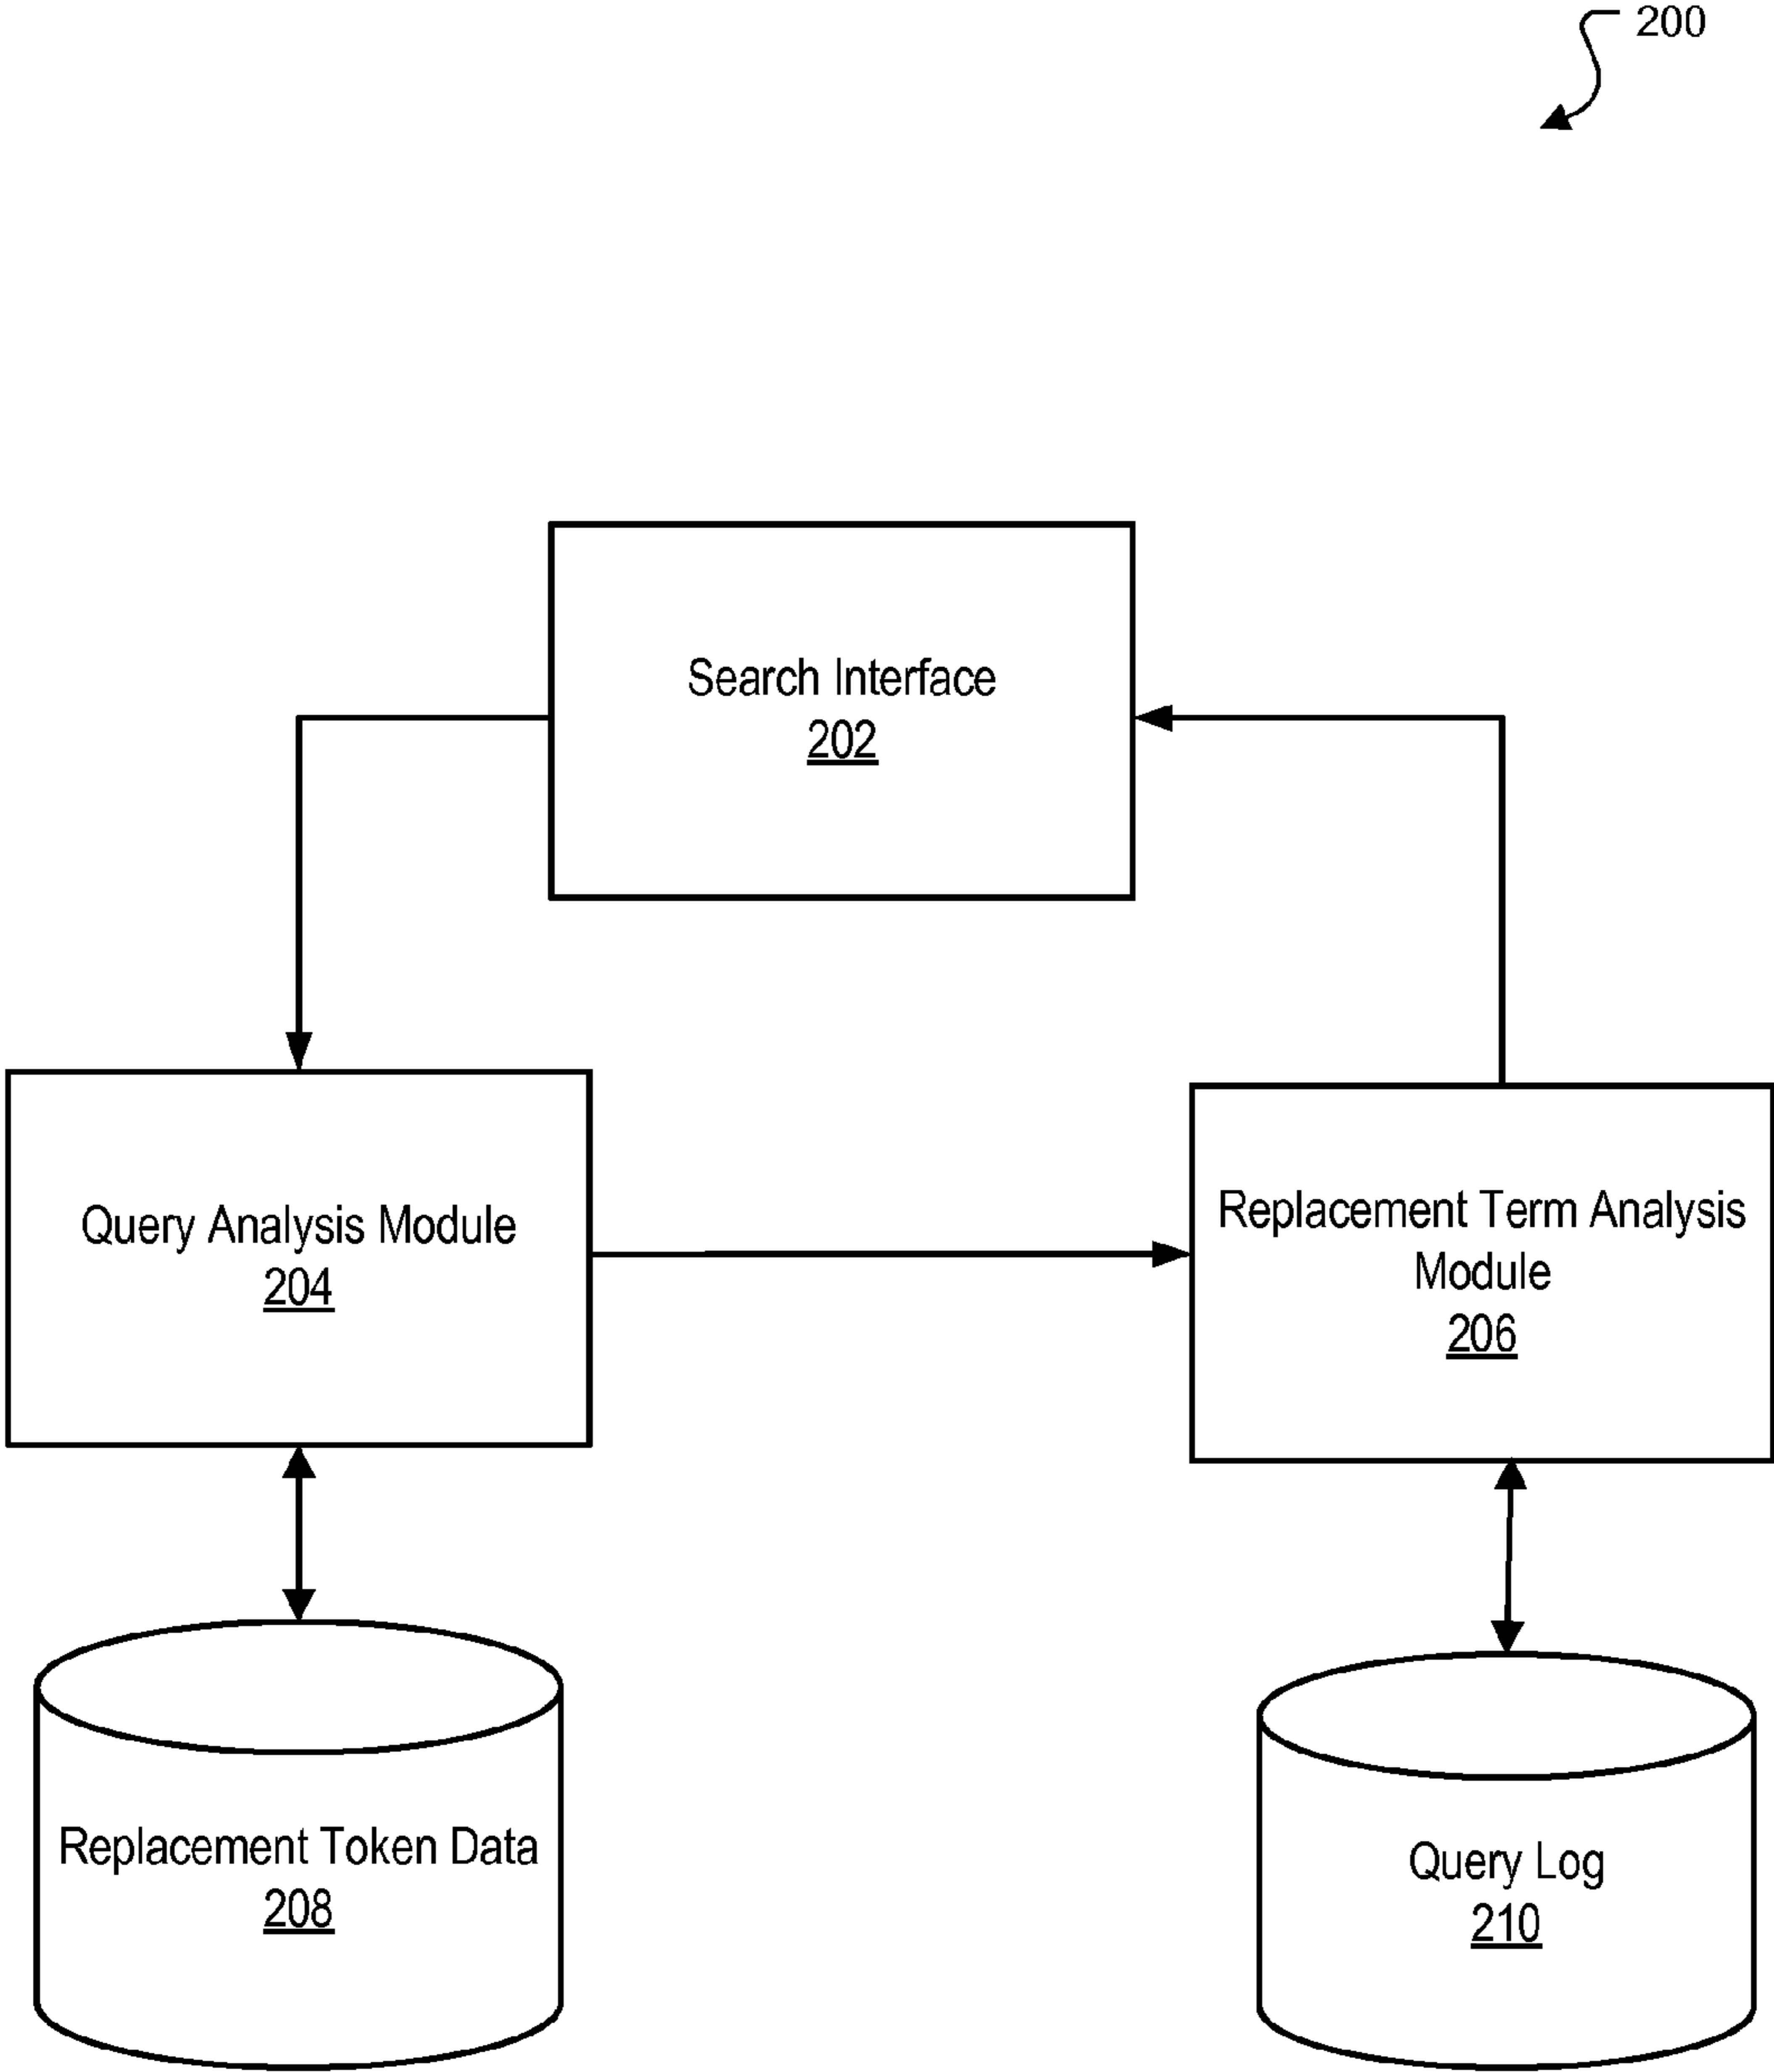 200
Search Interface
202
Query Analysis Module
204
Replacement Term Analysis
Module
206
Replacement Token Data
208
Query Log
210